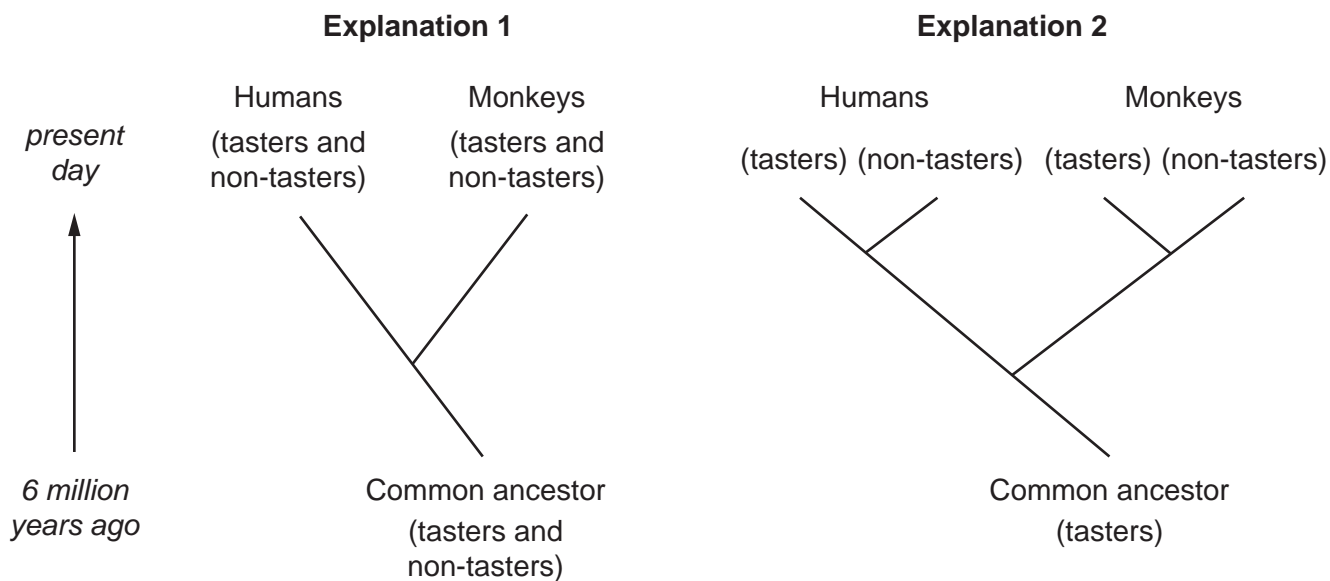 Explanation 1
Humans
(tasters and
non-tasters)
Monkeys
(tasters and
non-tasters)
Common ancestor
(tasters and
non-tasters)
Explanation 2
Humans
(tasters) (non-tasters)
Monkeys
(tasters) (non-tasters)
Common ancestor
(tasters)
present
day
6 million
years ago